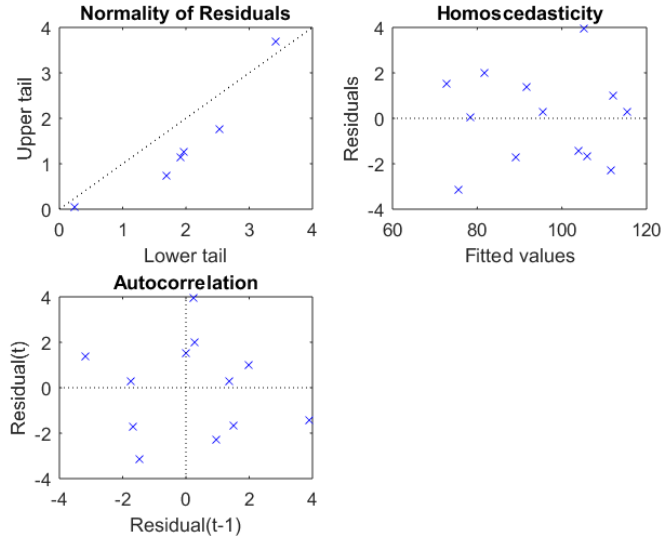 Normality of Residuals
4
3
2
1
0
Upper tail
0 1 2 3 4
Lower tail
Homoscedasticity
4
2
0
-2
-4
Residuals
60 80 100 120
Fitted values
Autocorrelation
4
2
0
-2
-4
Residual(t)
-4 -2 0 2 4
Residual(t-1)